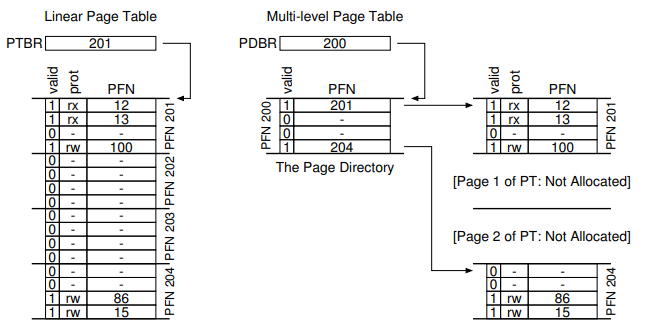 Linear Page Table
PTBR 201
valid prot PFN
1 rx 12
1 rx 13
0 - -
1 rw 100
PFN 201
0 - -
0 - -
0 - -
0 - -
PFN 202
0 - -
0 - -
0 - -
0 - -
PFN 203
0 - -
0 - -
1 rw 86
1 rw 15
PFN 204
Multi-level Page Table
PDBR 200
valid PFN
PFN 200
1 201
0 -
0 -
1 204
The Page Directory
valid prot PFN
1 rx 12
1 rx 13
0 - -
1 rw 100
PFN 201
[Page 1 of PT: Not Allocated]
[Page 2 of PT: Not Allocated]
0 - -
0 - -
1 rw 86
1 rw 15
PFN 204